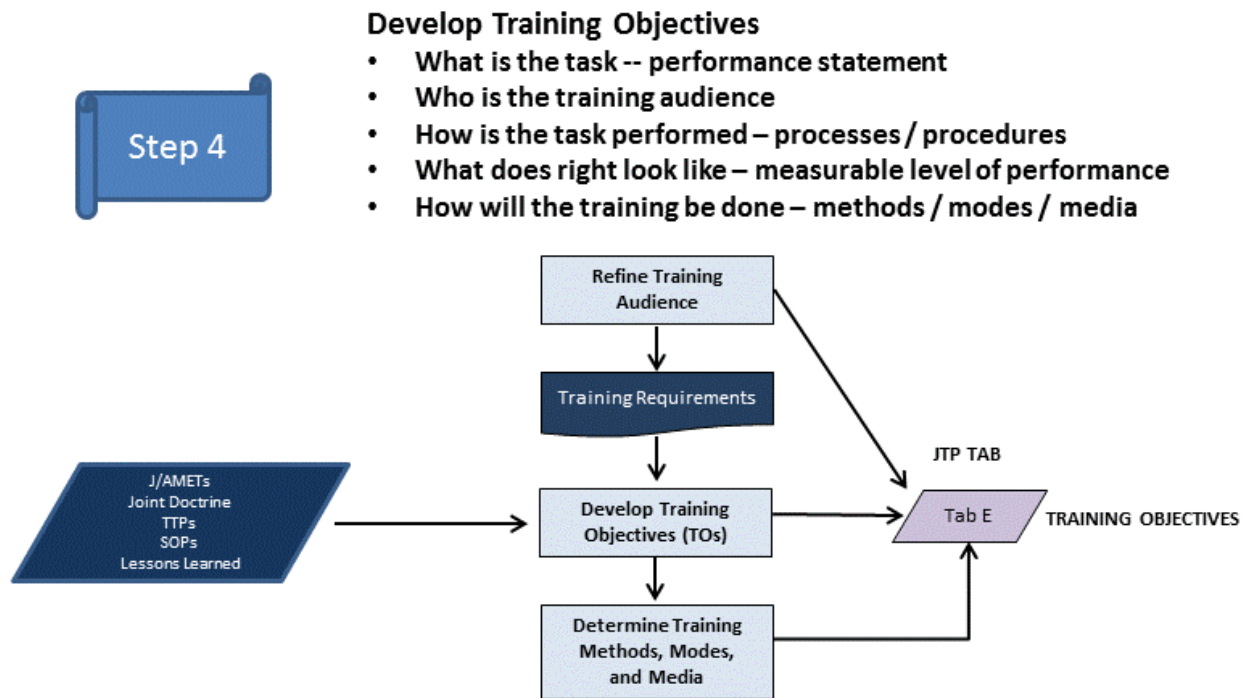 Develop Training Objectives
• What is the task -- performance statement
• Who is the training audience
• How is the task performed – processes / procedures
• What does right look like – measurable level of performance
• How will the training be done – methods / modes / media
Step 4
Refine Training
Audience
Training Requirements
J/AMETs
Joint Doctrine
TTPs
SOPs
Lessons Learned
Develop Training
Objectives (TOs)
JTP TAB
Tab E
TRAINING OBJECTIVES
Determine Training
Methods, Modes,
and Media